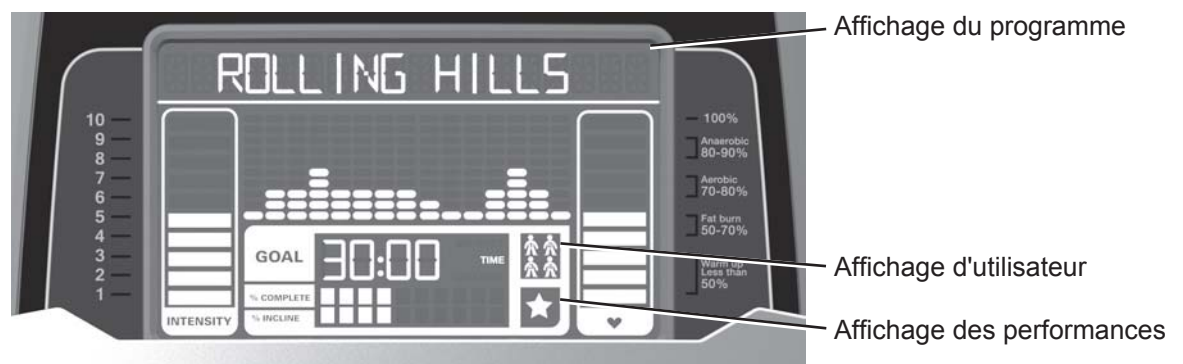 Affichage du programme
ROLLING HILLS
10
9
8
7
6
5
4
3
2
1
INTENSITY
GOAL
30:00
TIME
% COMPLETE
% INCLINE
100%
Anaerobic
80-90%
Aerobic
70-80%
Fat burn
50-70%
Warm up
Less than
50%
Affichage d'utilisateur
Affichage des performances